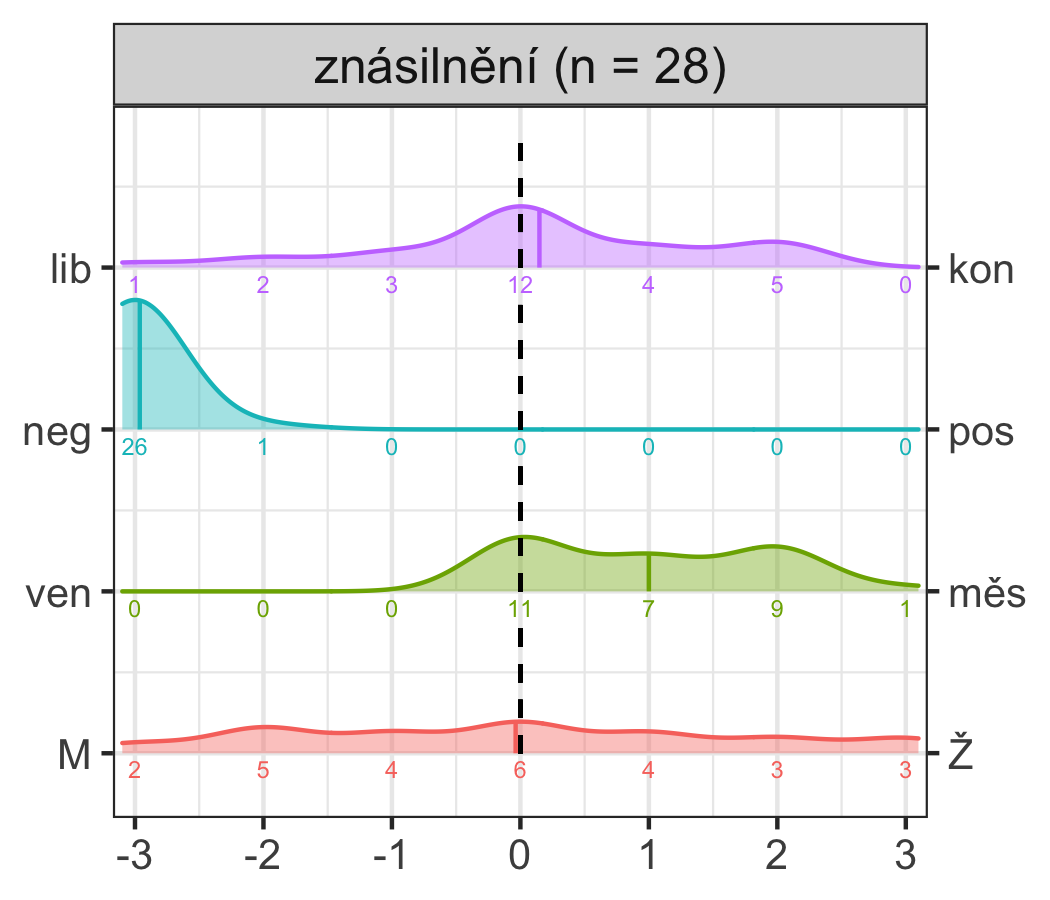 znásilnění (n = 28)
lib kon
1 2 3 12 4 5 0
neg pos
26 1 0 0 0 0 0
ven měs
0 0 0 11 7 9 1
M Ž
2 5 4 6 4 3 3
-3 -2 -1 0 1 2 3